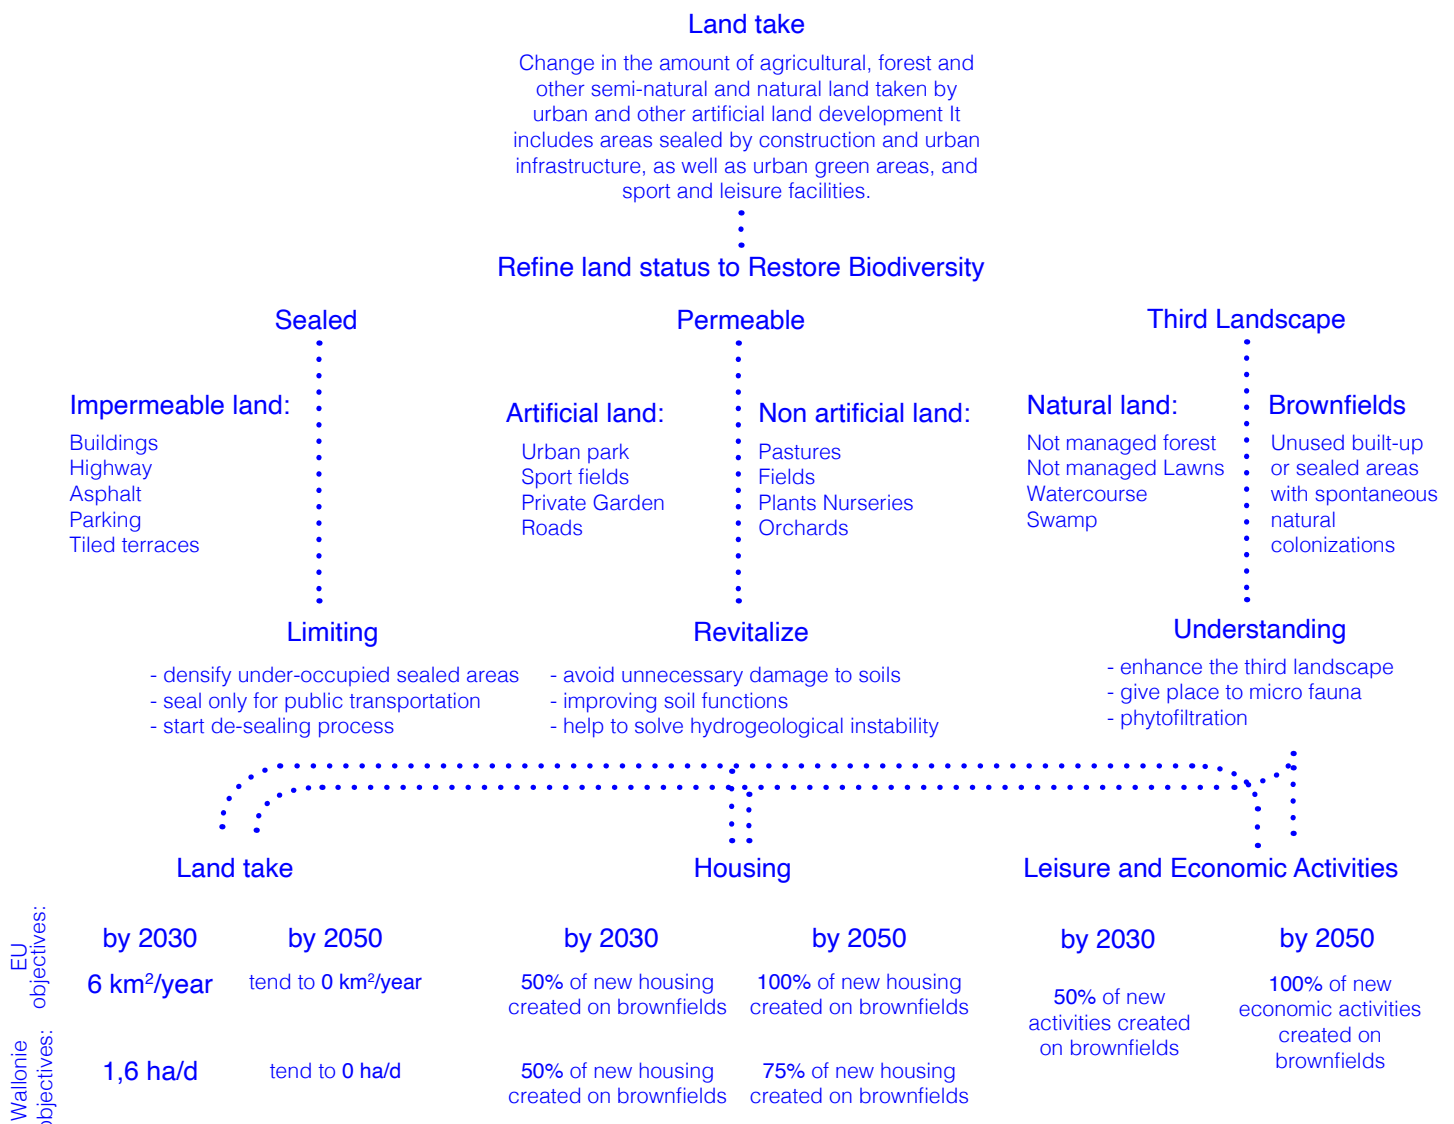 Land take
Change in the amount of agricultural, forest and
other semi-natural and natural land taken by
urban and other artificial land development It
includes areas sealed by construction and urban
infrastructure, as well as urban green areas, and
sport and leisure facilities.
Refine land status to Restore Biodiversity
Sealed
Impermeable land:
Buildings
Highway
Asphalt
Parking
Tiled terraces
Limiting
- densify under-occupied sealed areas
- seal only for public transportation
- start de-sealing process
Permeable
Artificial land:
Urban park
Sport fields
Private Garden
Roads
Non artificial land:
Pastures
Fields
Plants Nurseries
Orchards
Revitalize
- avoid unnecessary damage to soils
- improving soil functions
- help to solve hydrogeological instability
Third Landscape
Natural land:
Not managed forest
Not managed Lawns
Watercourse
Swamp
Brownfields
Unused built-up
or sealed areas
with spontaneous
natural
colonizations
Understanding
- enhance the third landscape
- give place to micro fauna
- phytofiltration
Land take
Housing
Leisure and Economic Activities
EU
objectives:
by 2030
6 km²/year
by 2050
tend to 0 km²/year
by 2030
50% of new housing
created on brownfields
by 2050
100% of new housing
created on brownfields
by 2030
50% of new
activities created
on brownfields
by 2050
100% of new
economic activities
created on
brownfields
Wallonie
objectives:
1,6 ha/d
tend to 0 ha/d
50% of new housing
created on brownfields
75% of new housing
created on brownfields